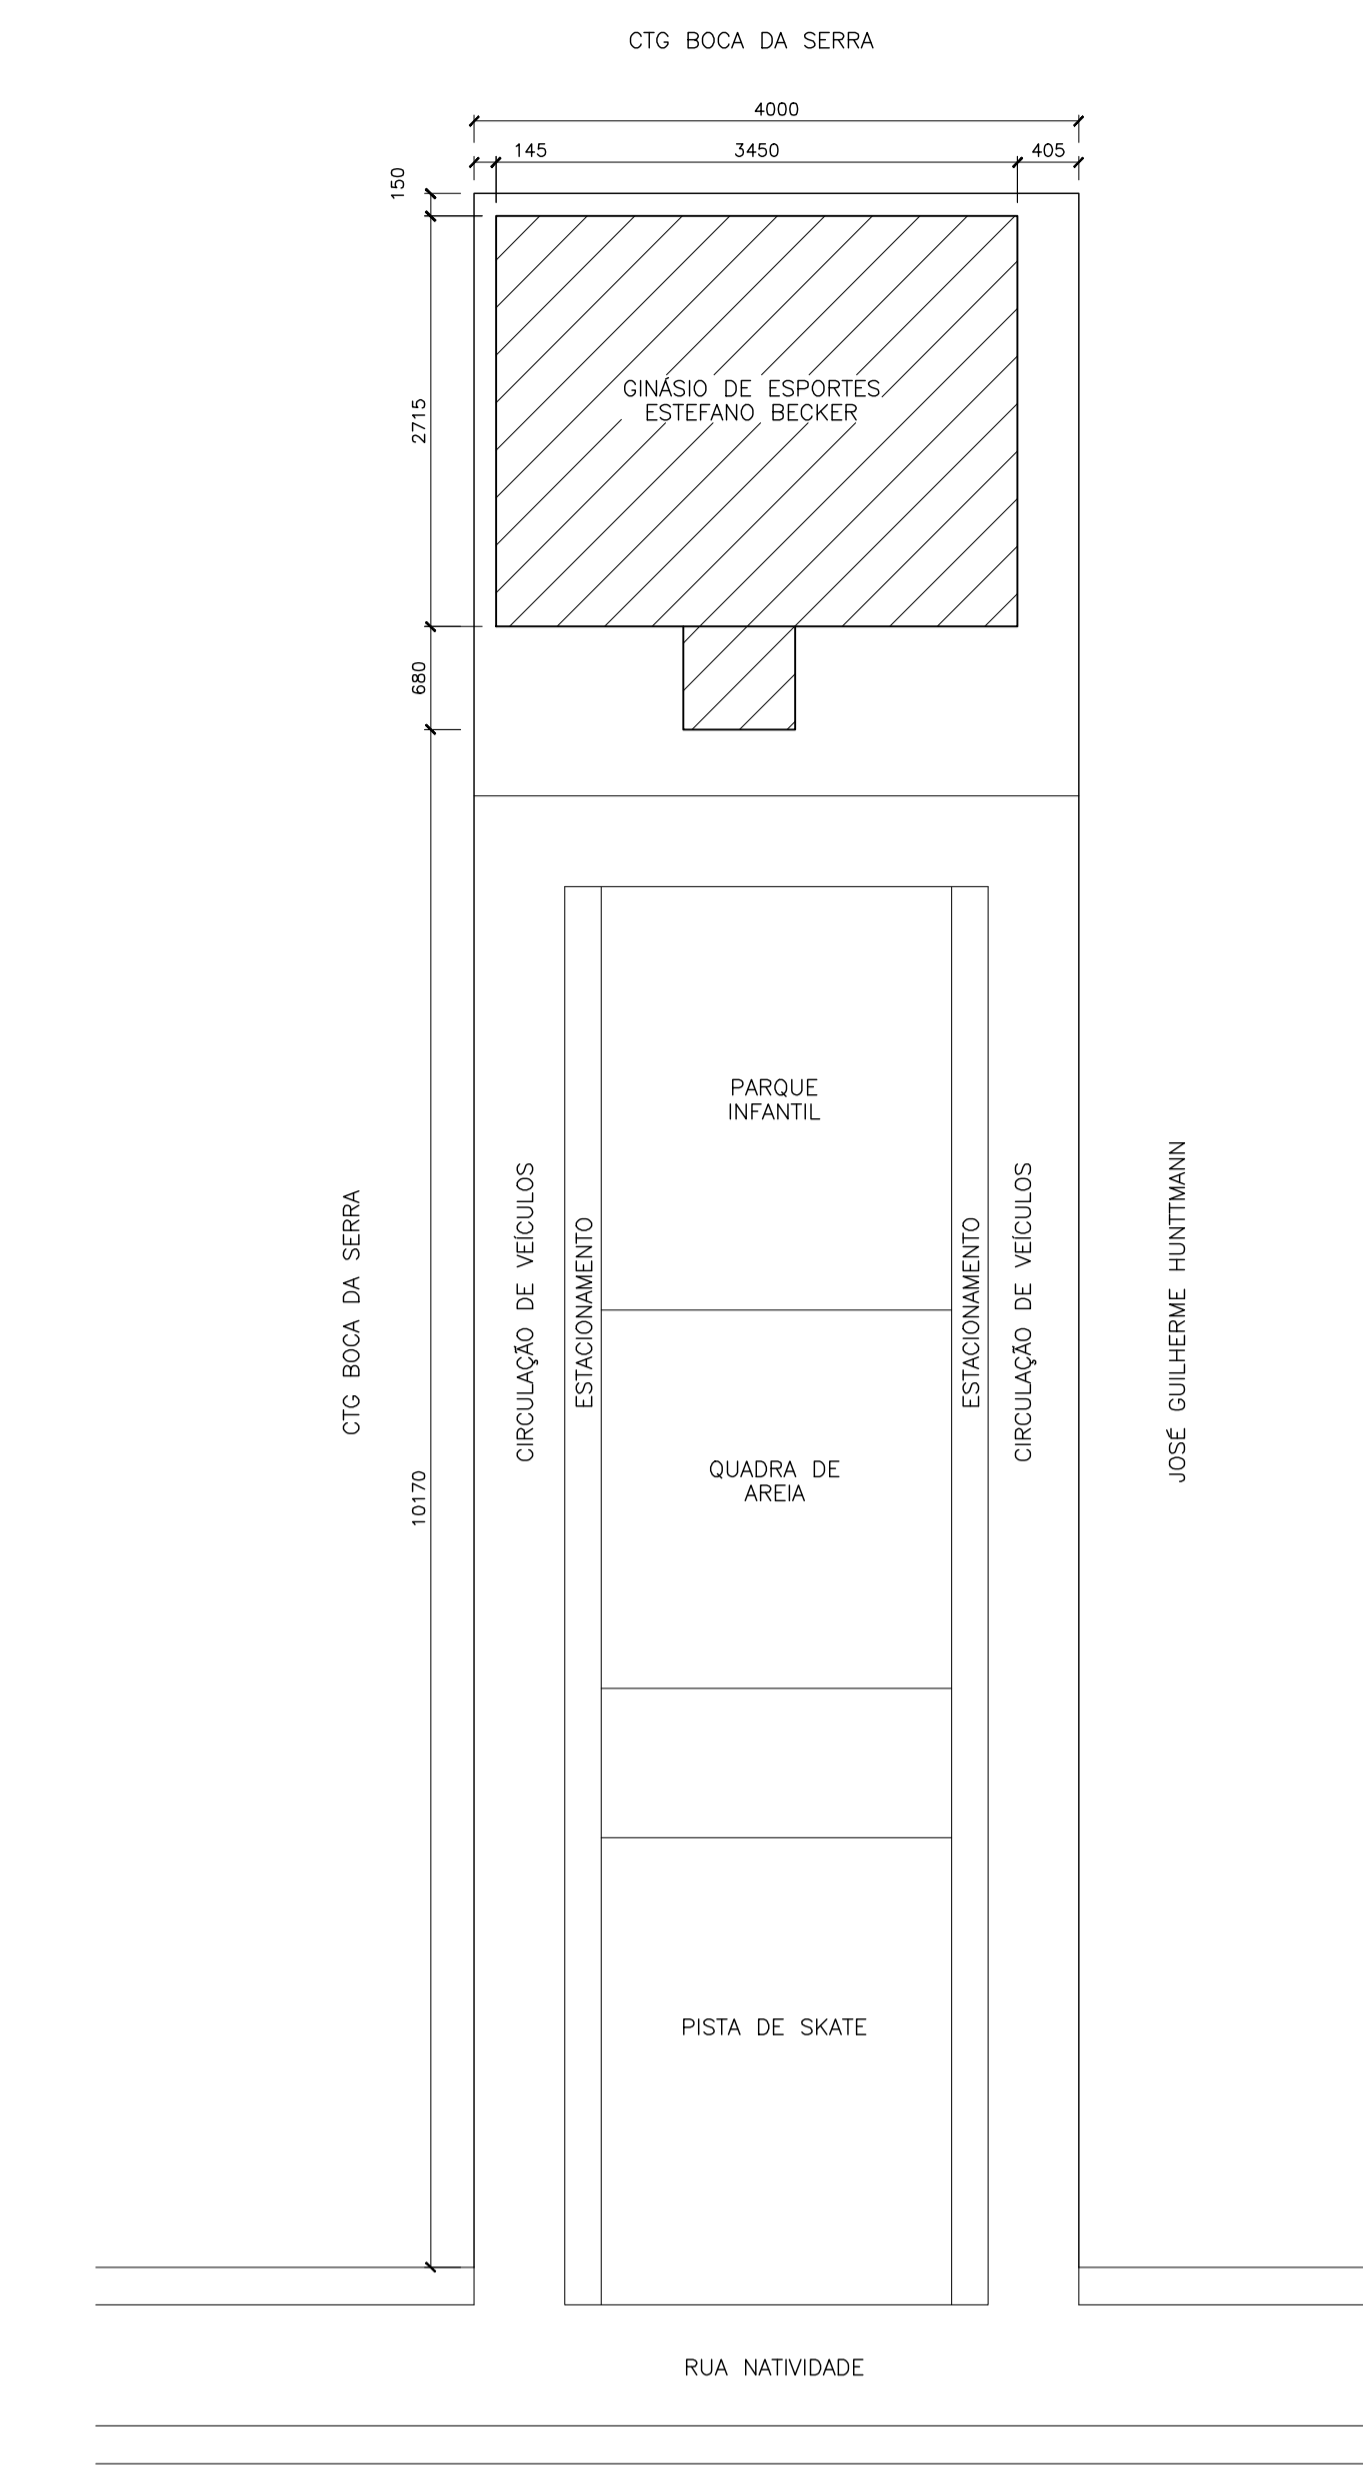 CTG BOCA DA SERRA
4000
145
3450
405
150
2715
GINÁSIO DE ESPORTES
ESTEFANO BECKER
680
PARQUE
INFANTIL
CTG BOCA DA SERRA
CIRCULAÇÃO DE VEÍCULOS
ESTACIONAMENTO
ESTACIONAMENTO
CIRCULAÇÃO DE VEÍCULOS
JOSÉ GUILHERME HUNTTMANN
QUADRA DE
AREIA
10170
PISTA DE SKATE
RUA NATIVIDADE